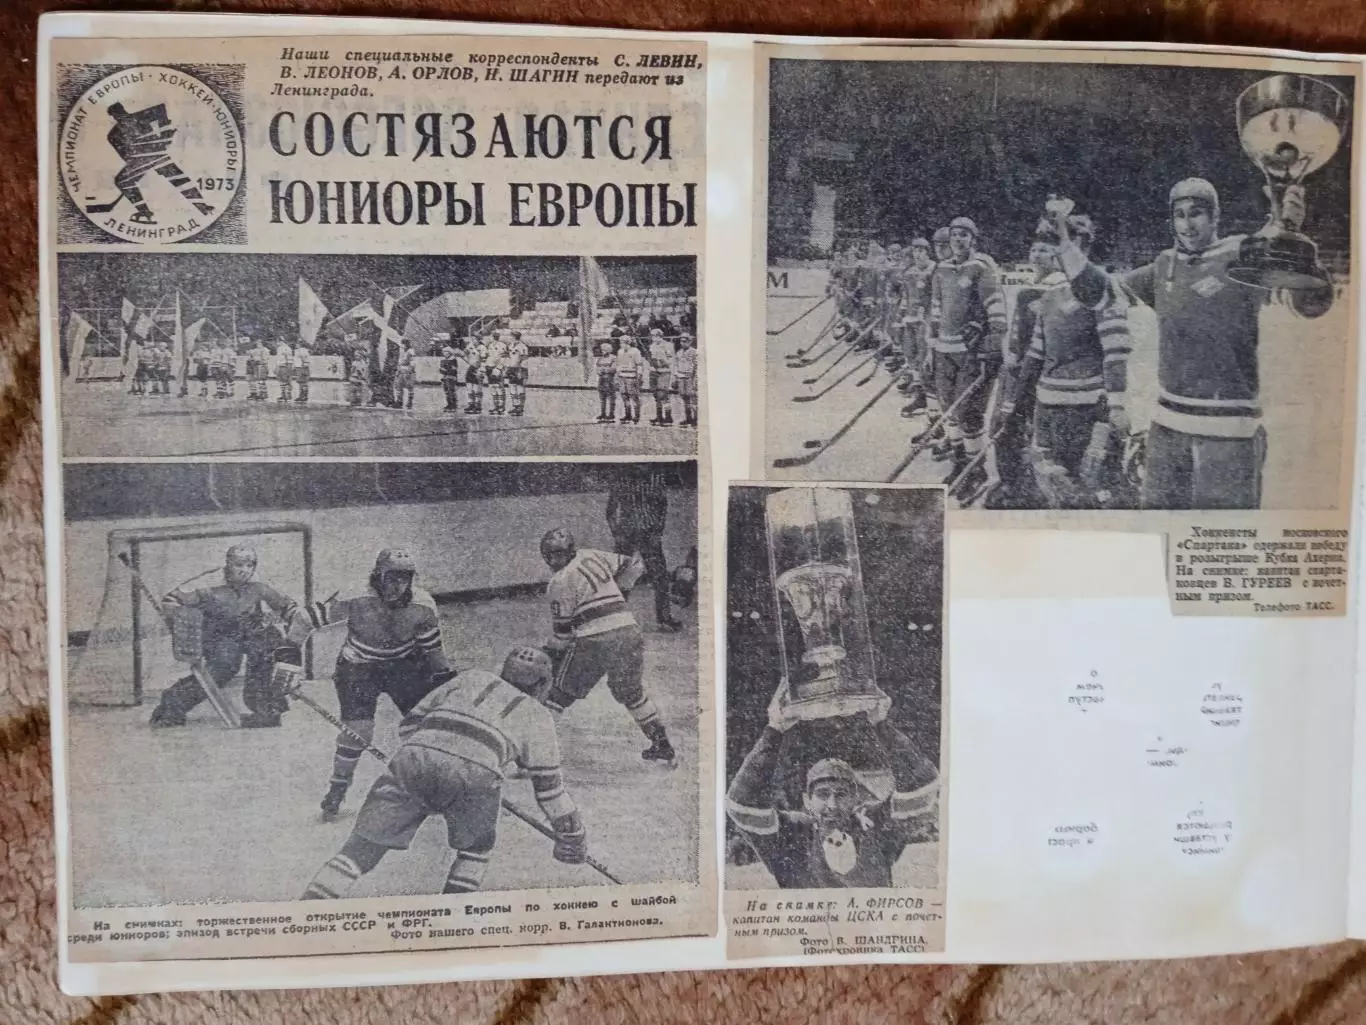 Наши специальные корреспонденты С. ЛЕВИН,
В. ЛЕОНОВ, А. ОРЛОВ, Н. ШАГИН передают из
Ленинграда.
ЧЕМПИОНАТ ЕВРОПЫ · ХОККЕЙ · ЮНИОРЫ
1973
ЛЕНИНГРАД
СОСТЯЗАЮТСЯ
ЮНИОРЫ ЕВРОПЫ
10
На снимках: торжественное открытие чемпионата Европы по хоккею с шайбой
среди юниоров; эпизод встречи сборных СССР и ФРГ.
Фото нашего спец. корр. В. Галактионова.
М
Хоккеисты московского
«Спартака» одержали победу
в розыгрыше Кубка Ахерна.
На снимке: капитан спарта-
ковцев В. ГУРЕЕВ с почет-
ным призом.
Телефото ТАСС.
На снимке: А. ФИРСОВ —
капитан команды ЦСКА с почет-
ным призом.
Фото В. ШАНДРИНА.
(Фотохроника ТАСС)